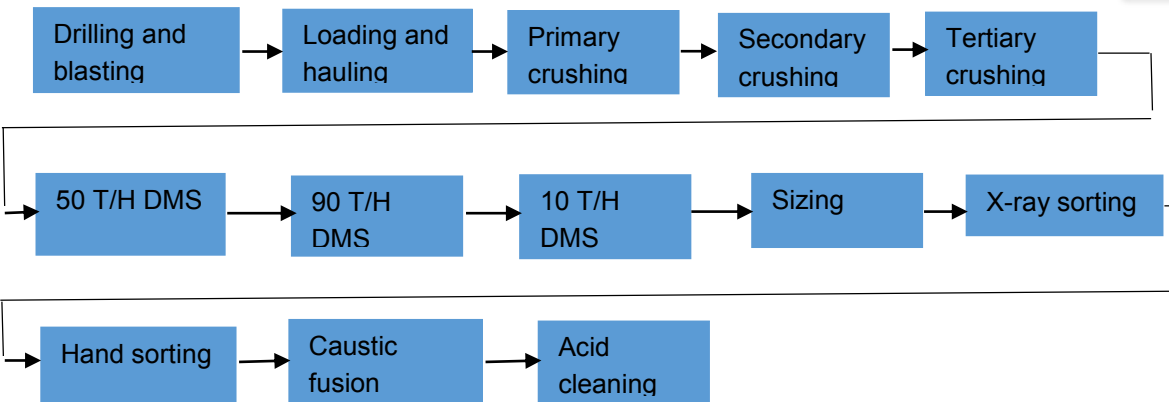 Drilling and
blasting
Loading and
hauling
Primary
crushing
Secondary
crushing
Tertiary
crushing
50 T/H DMS
90 T/H
DMS
10 T/H
DMS
Sizing
X-ray sorting
Hand sorting
Caustic
fusion
Acid
cleaning